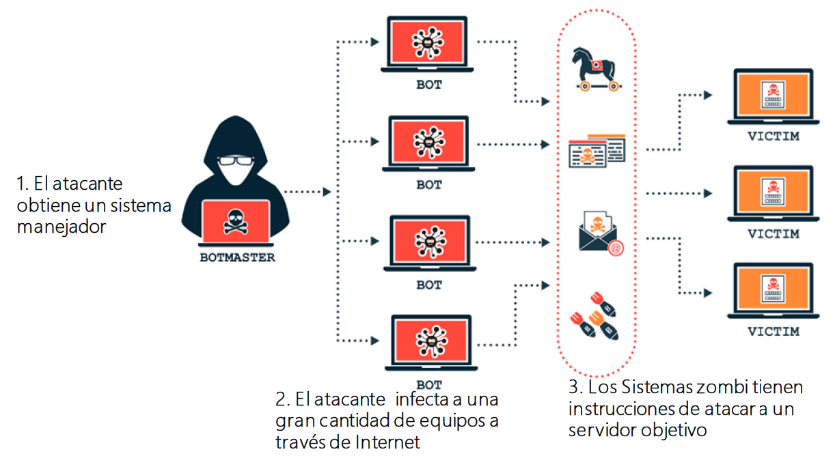 BOT
1. El atacante
obtiene un sistema
manejador
BOTMASTER
BOT
BOT
BOT
2. El atacante infecta a una
gran cantidad de equipos a
través de Internet
VICTIM
VICTIM
VICTIM
@
3. Los Sistemas zombi tienen
instrucciones de atacar a un
servidor objetivo